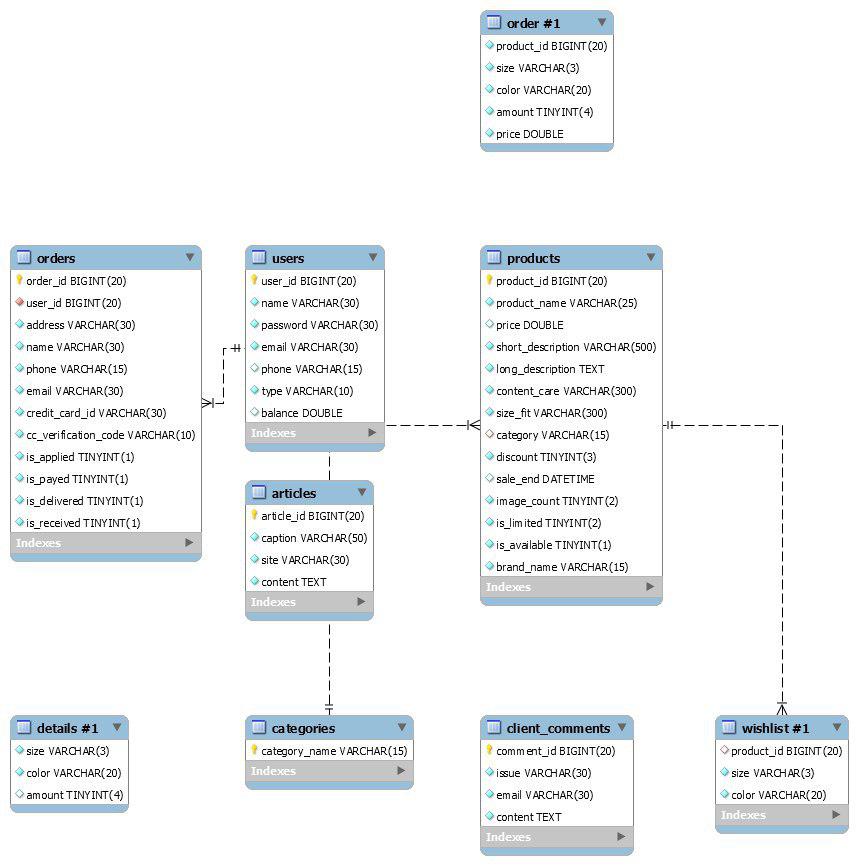 order #1
product_id BIGINT(20)
size VARCHAR(3)
color VARCHAR(20)
amount TINYINT(4)
price DOUBLE
orders
order_id BIGINT(20)
user_id BIGINT(20)
address VARCHAR(30)
name VARCHAR(30)
phone VARCHAR(15)
email VARCHAR(30)
credit_card_id VARCHAR(30)
cc_verification_code VARCHAR(10)
is_applied TINYINT(1)
is_payed TINYINT(1)
is_delivered TINYINT(1)
is_received TINYINT(1)
Indexes
users
user_id BIGINT(20)
name VARCHAR(30)
password VARCHAR(30)
email VARCHAR(30)
phone VARCHAR(15)
type VARCHAR(10)
balance DOUBLE
Indexes
products
product_id BIGINT(20)
product_name VARCHAR(25)
price DOUBLE
short_description VARCHAR(500)
long_description TEXT
content_care VARCHAR(300)
size_fit VARCHAR(300)
category VARCHAR(15)
discount TINYINT(3)
sale_end DATETIME
image_count TINYINT(2)
is_limited TINYINT(2)
is_available TINYINT(1)
brand_name VARCHAR(15)
Indexes
articles
article_id BIGINT(20)
caption VARCHAR(50)
site VARCHAR(30)
content TEXT
Indexes
details #1
size VARCHAR(3)
color VARCHAR(20)
amount TINYINT(4)
categories
category_name VARCHAR(15)
Indexes
client_comments
comment_id BIGINT(20)
issue VARCHAR(30)
email VARCHAR(30)
content TEXT
Indexes
wishlist #1
product_id BIGINT(20)
size VARCHAR(3)
color VARCHAR(20)
Indexes